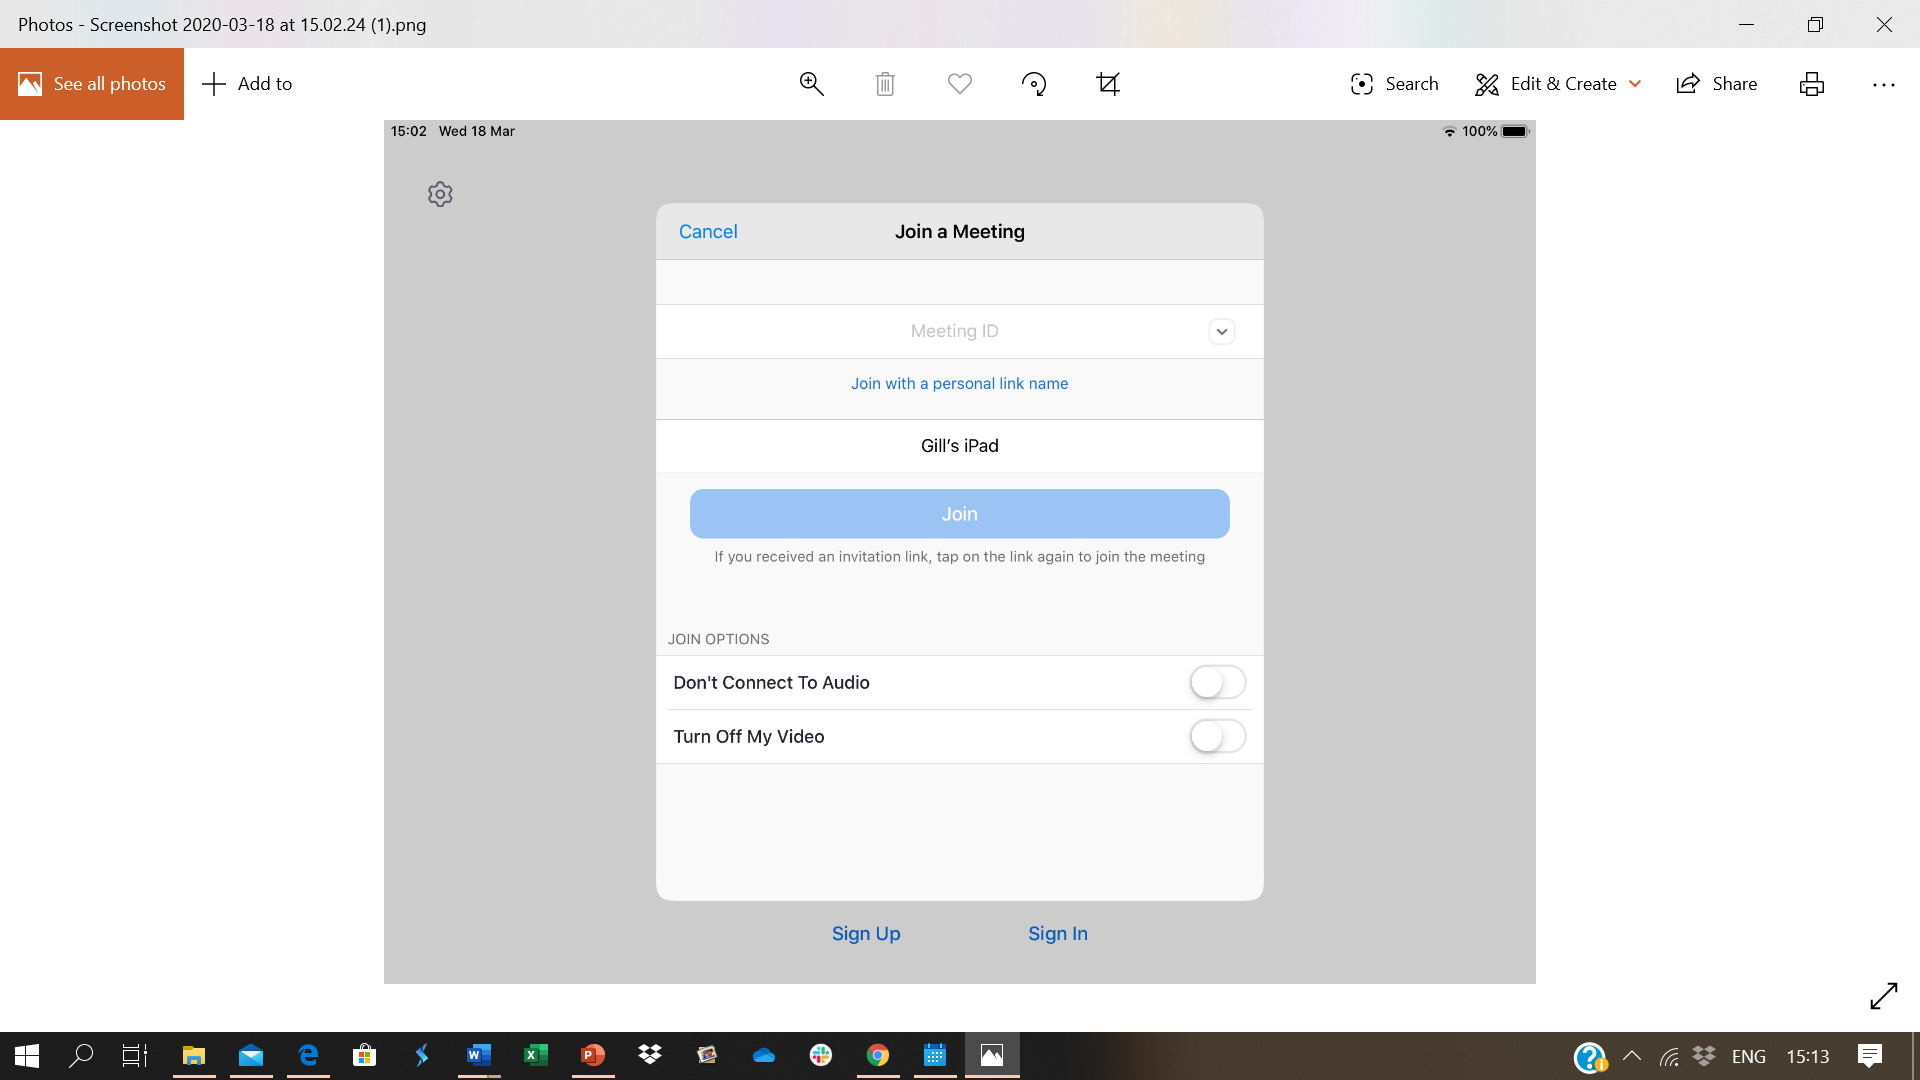 Photos - Screenshot 2020-03-18 at 15.02.24 (1).png
See all photos
Add to
Search
Edit & Create
Share
15:02 Wed 18 Mar
100%
Cancel
Join a Meeting
Meeting ID
Join with a personal link name
Gill's iPad
Join
If you received an invitation link, tap on the link again to join the meeting
JOIN OPTIONS
Don't Connect To Audio
Turn Off My Video
Sign Up
Sign In
ENG
15:13